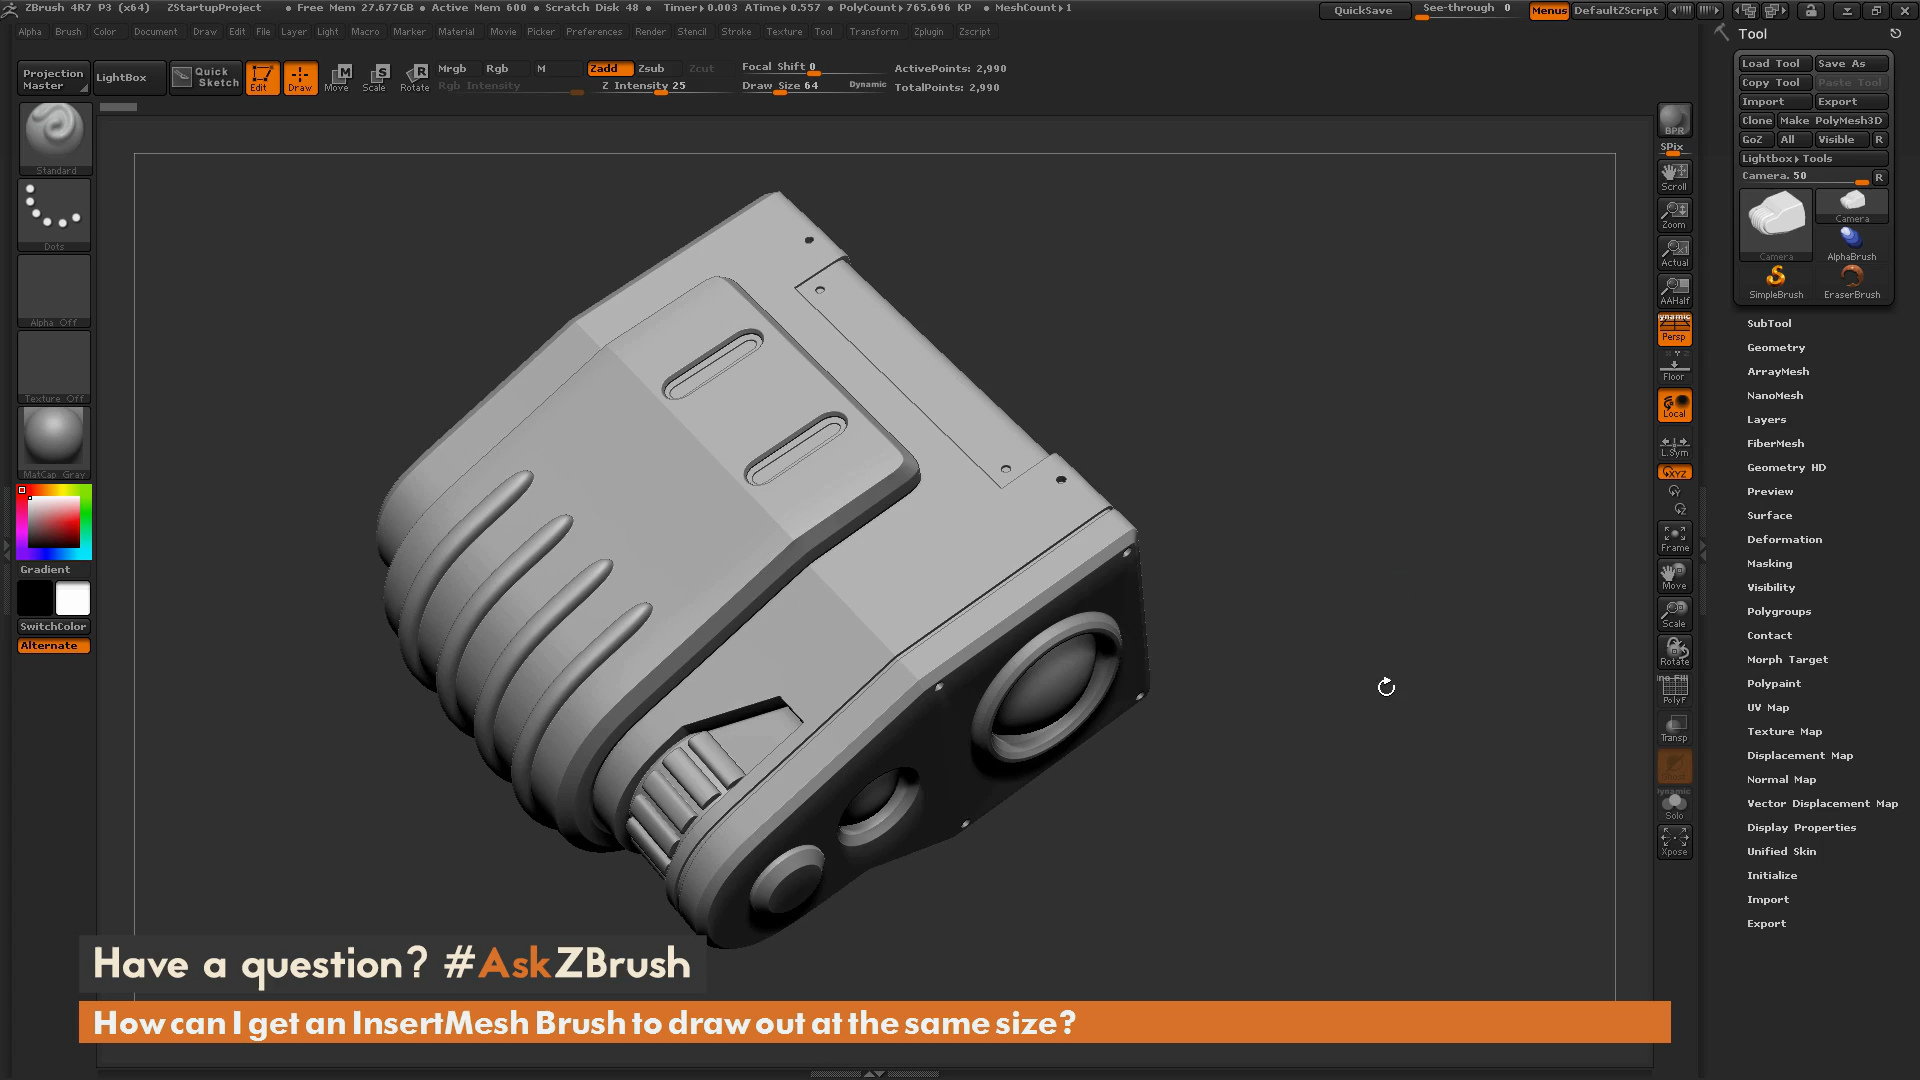 ZBrush 4R7 P3 (x64) ZStartupProject • Free Mem 27.677GB • Active Mem 600 • Scratch Disk 48 • Timer▸0.003 ATime▸0.557 • PolyCount▸765.696 KP • MeshCount▸1 QuickSave See-through 0 Menus DefaultZScript
Alpha Brush Color Document Draw Edit File Layer Light Macro Marker Material Movie Picker Preferences Render Stencil Stroke Texture Tool Transform Zplugin Zscript
Projection Master
LightBox
Quick Sketch
Edit
Draw
Move
Scale
Rotate
Mrgb Rgb M
Rgb Intensity
Zadd Zsub Zcut
Z Intensity 25
Focal Shift 0
Draw Size 64 Dynamic
ActivePoints: 2,990
TotalPoints: 2,990
Standard
Dots
Alpha Off
Texture Off
MatCap Gray
Gradient
SwitchColor
Alternate
BPR
SPix
Scroll
Zoom
Actual
AAHalf
Persp
Floor
Local
L.Sym
Frame
Move
Scale
Rotate
PolyF
Transp
Solo
Xpose
Tool
Load Tool Save As
Copy Tool Paste Tool
Import Export
Clone Make PolyMesh3D
GoZ All Visible R
Lightbox▸Tools
Camera. 50 R
Camera
Camera
AlphaBrush
SimpleBrush
EraserBrush
SubTool
Geometry
ArrayMesh
NanoMesh
Layers
FiberMesh
Geometry HD
Preview
Surface
Deformation
Masking
Visibility
Polygroups
Contact
Morph Target
Polypaint
UV Map
Texture Map
Displacement Map
Normal Map
Vector Displacement Map
Display Properties
Unified Skin
Initialize
Import
Export
Have a question? #AskZBrush
How can I get an InsertMesh Brush to draw out at the same size?